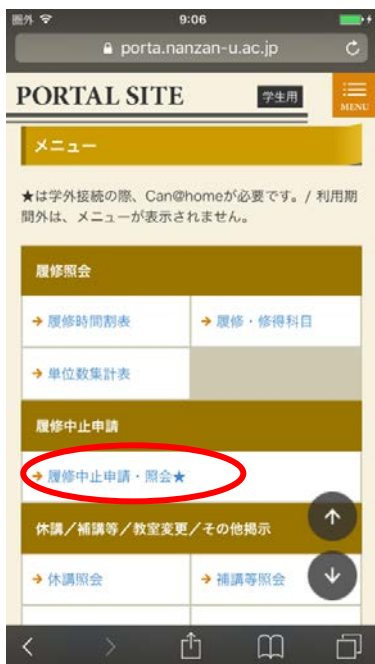 圏外 9:06
porta.nanzan-u.ac.jp
PORTAL SITE 学生用 MENU
メニュー
★は学外接続の際、Can@homeが必要です。/ 利用期
間外は、メニューが表示されません。
履修照会
→ 履修時間割表 → 履修・修得科目
→ 単位数集計表
履修中止申請
→ 履修中止申請・照会★
休講／補講等／教室変更／その他掲示
→ 休講照会 → 補講等照会